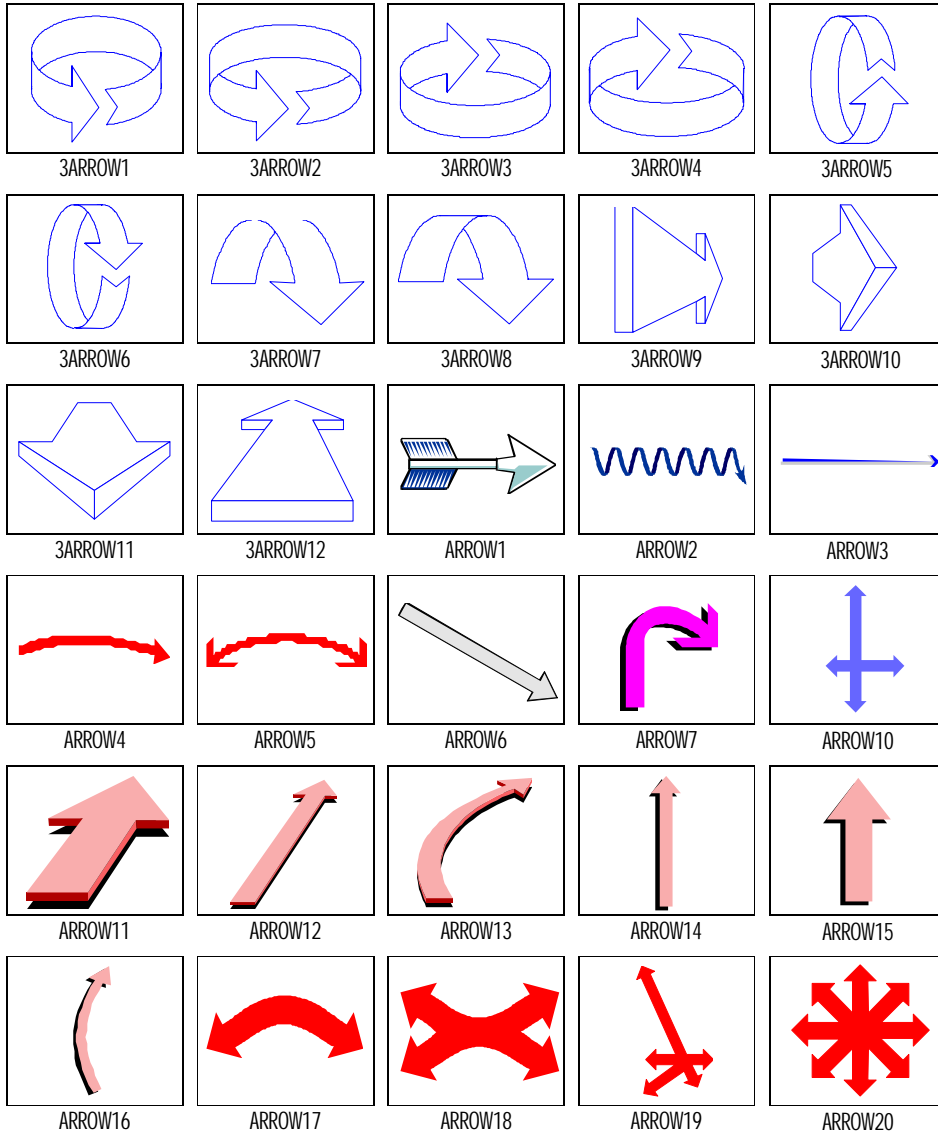 3ARROW1 3ARROW2 3ARROW3 3ARROW4 3ARROW5
3ARROW6 3ARROW7 3ARROW8 3ARROW9 3ARROW10
3ARROW11 3ARROW12 ARROW1 ARROW2 ARROW3
ARROW4 ARROW5 ARROW6 ARROW7 ARROW10
ARROW11 ARROW12 ARROW13 ARROW14 ARROW15
ARROW16 ARROW17 ARROW18 ARROW19 ARROW20